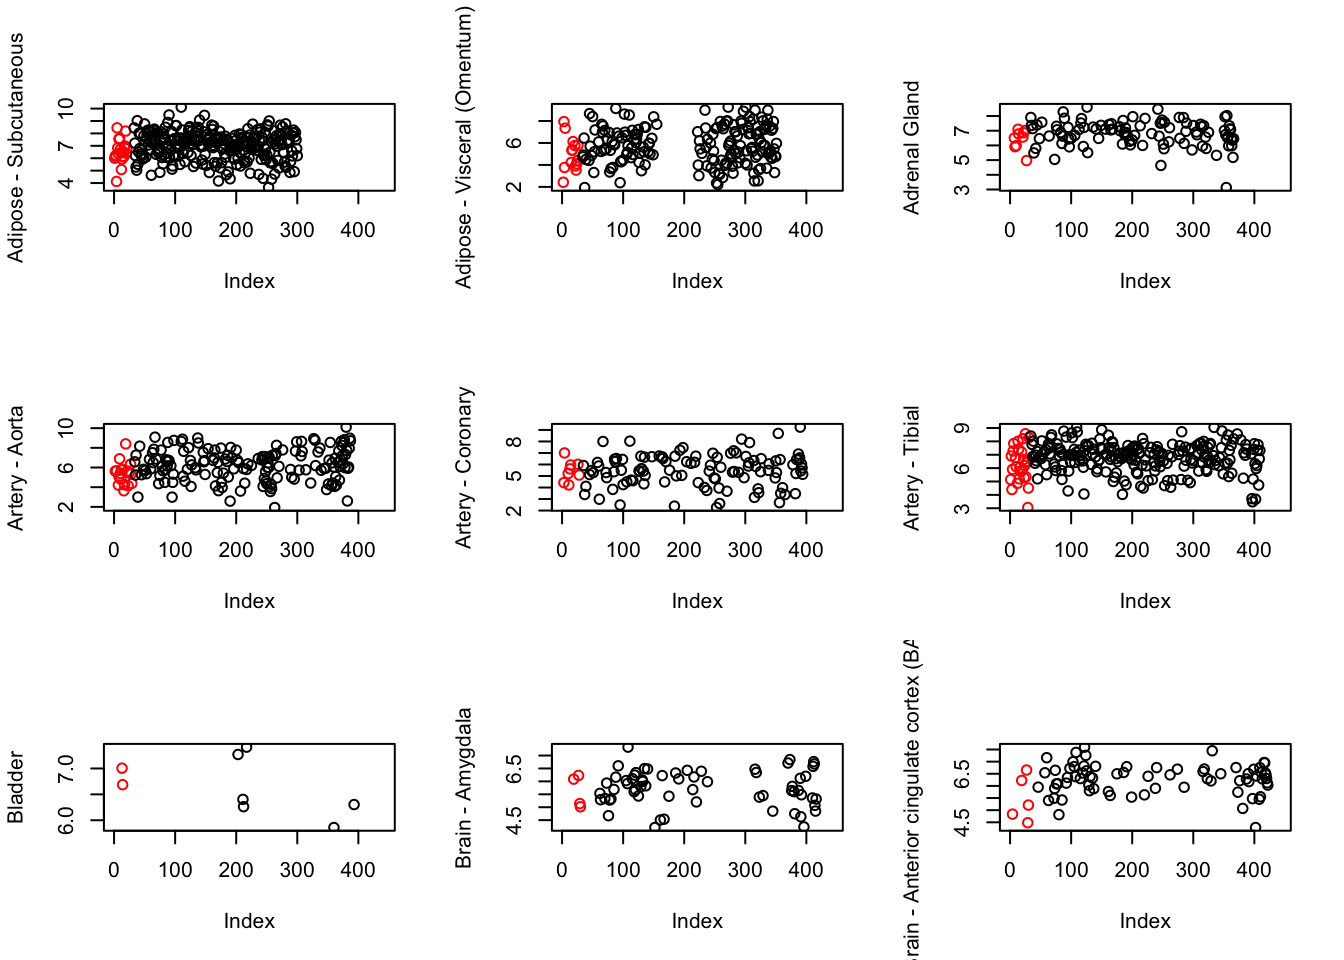 Adipose - Subcutaneous
4 7 10
0 100 200 300 400
Index
Adipose - Visceral (Omentum)
2 6
0 100 200 300 400
Index
Adrenal Gland
3 5 7
0 100 200 300 400
Index
Artery - Aorta
2 6 10
0 100 200 300 400
Index
Artery - Coronary
2 5 8
0 100 200 300 400
Index
Artery - Tibial
3 6 9
0 100 200 300 400
Index
Bladder
6.0 7.0
0 100 200 300 400
Index
Brain - Amygdala
4.5 6.5
0 100 200 300 400
Index
rain - Anterior cingulate cortex (BA
4.5 6.5
0 100 200 300 400
Index